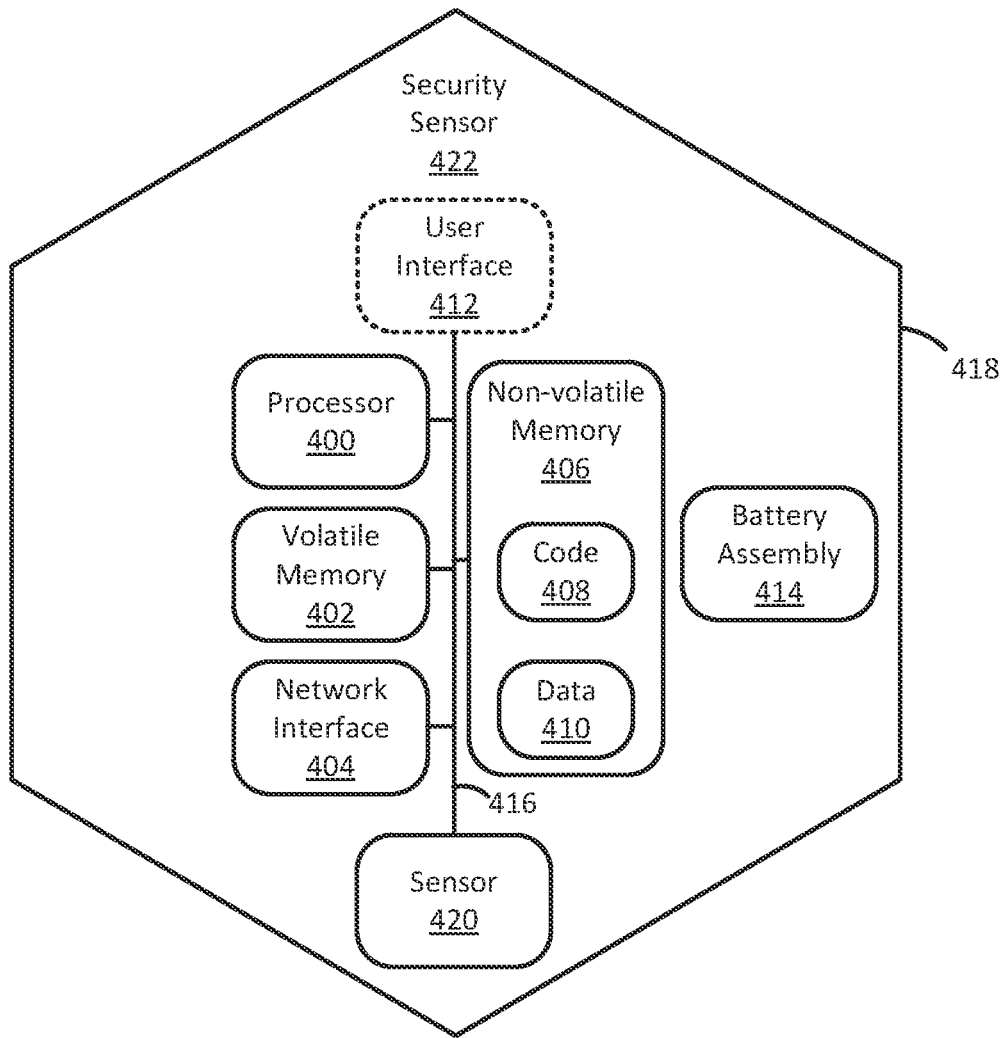 Security
Sensor
422
User
Interface
412
418
Processor
400
Non-volatile
Memory
406
Volatile
Memory
402
Code
408
Battery
Assembly
414
Network
Interface
404
Data
410
416
Sensor
420